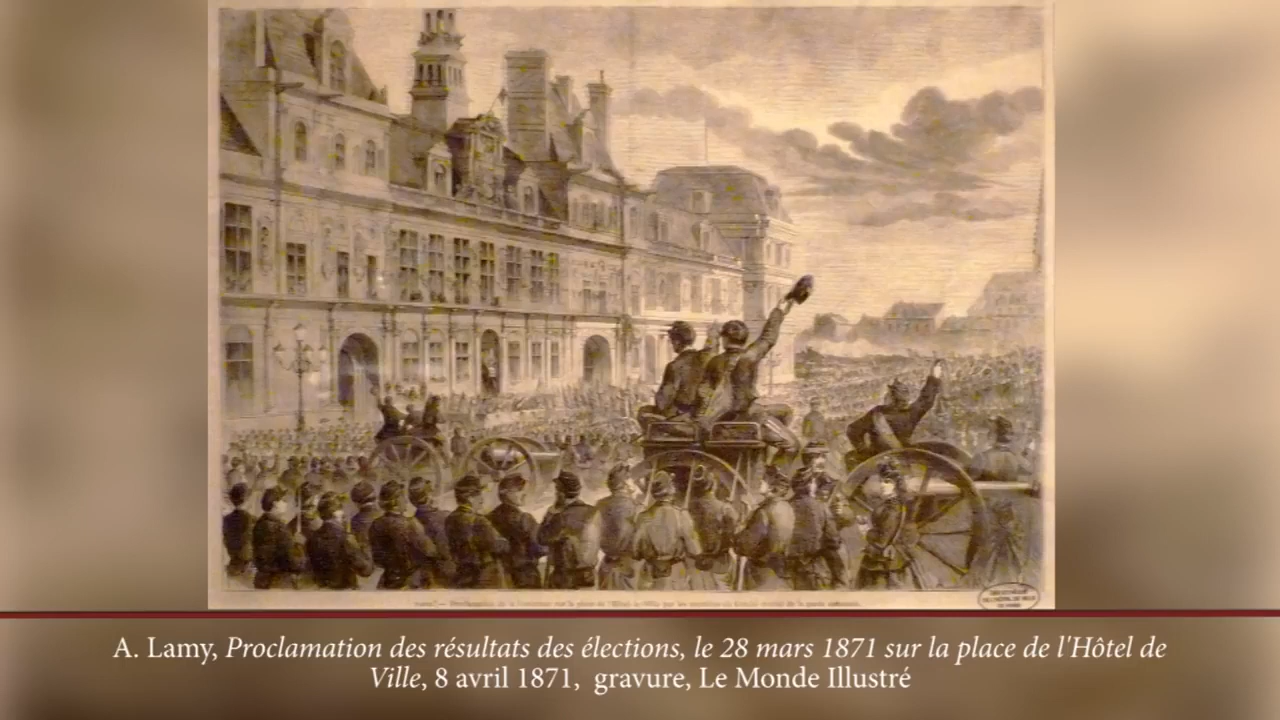 A. Lamy, Proclamation des résultats des élections, le 28 mars 1871 sur la place de l'Hôtel de
Ville, 8 avril 1871, gravure, Le Monde Illustré